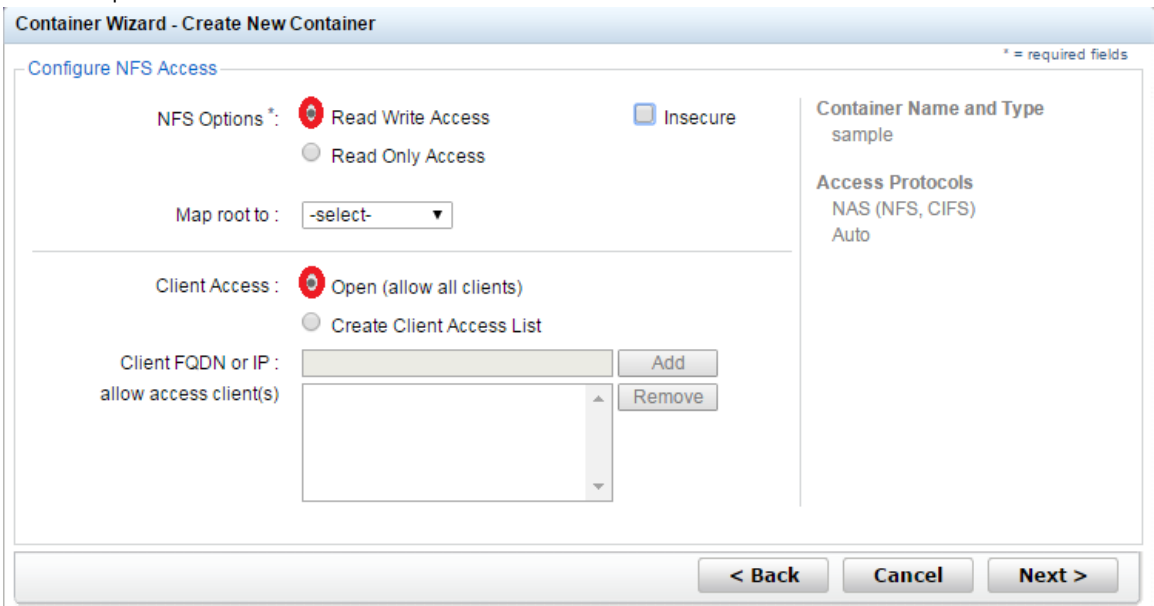 Container Wizard - Create New Container
* = required fields
Configure NFS Access
NFS Options *: Read Write Access Insecure
Read Only Access
Map root to : -select-
Client Access : Open (allow all clients)
Create Client Access List
Client FQDN or IP : Add
allow access client(s) Remove
Container Name and Type
sample
Access Protocols
NAS (NFS, CIFS)
Auto
< Back Cancel Next >